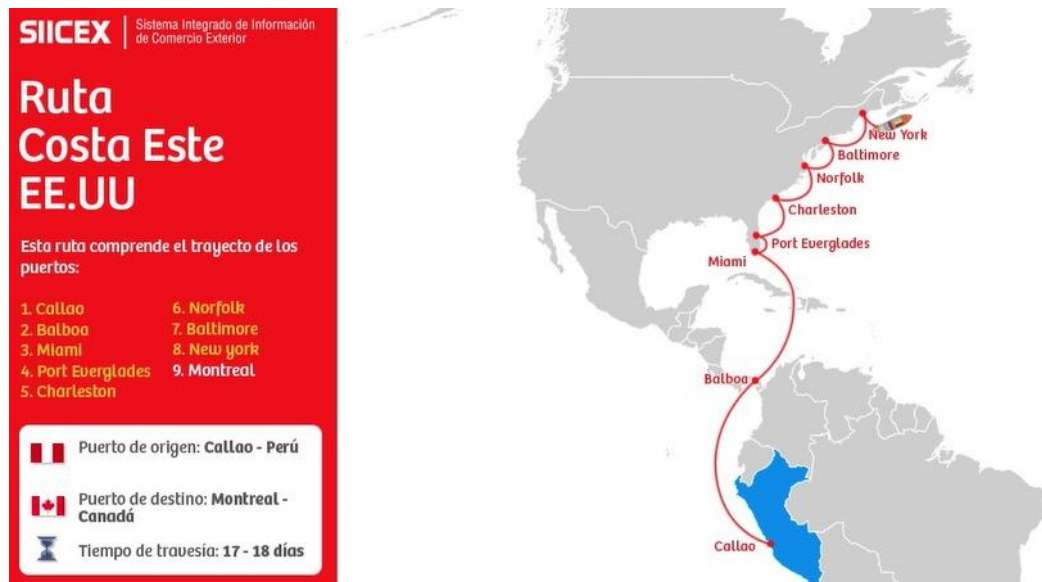 SIICEX
Sistema Integrado de Información
de Comercio Exterior
Ruta
Costa Este
EE.UU
Esta ruta comprende el trayecto de los
puertos:
1. Callao
2. Balboa
3. Miami
4. Port Everglades
5. Charleston
6. Norfolk
7. Baltimore
8. New york
9. Montreal
Puerto de origen: Callao - Perú
Puerto de destino: Montreal -
Canadá
Tiempo de travesía: 17 - 18 días
New York
Baltimore
Norfolk
Charleston
Port Everglades
Miami
Balboa
Callao